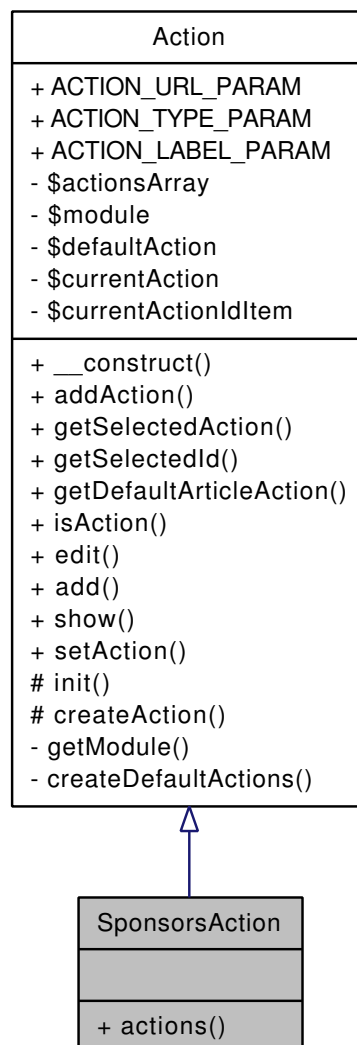 Action
+ ACTION_URL_PARAM
+ ACTION_TYPE_PARAM
+ ACTION_LABEL_PARAM
- $actionsArray
- $module
- $defaultAction
- $currentAction
- $currentActionIdItem
+ __construct()
+ addAction()
+ getSelectedAction()
+ getSelectedId()
+ getDefaultArticleAction()
+ isAction()
+ edit()
+ add()
+ show()
+ setAction()
# init()
# createAction()
- getModule()
- createDefaultActions()
SponsorsAction
+ actions()